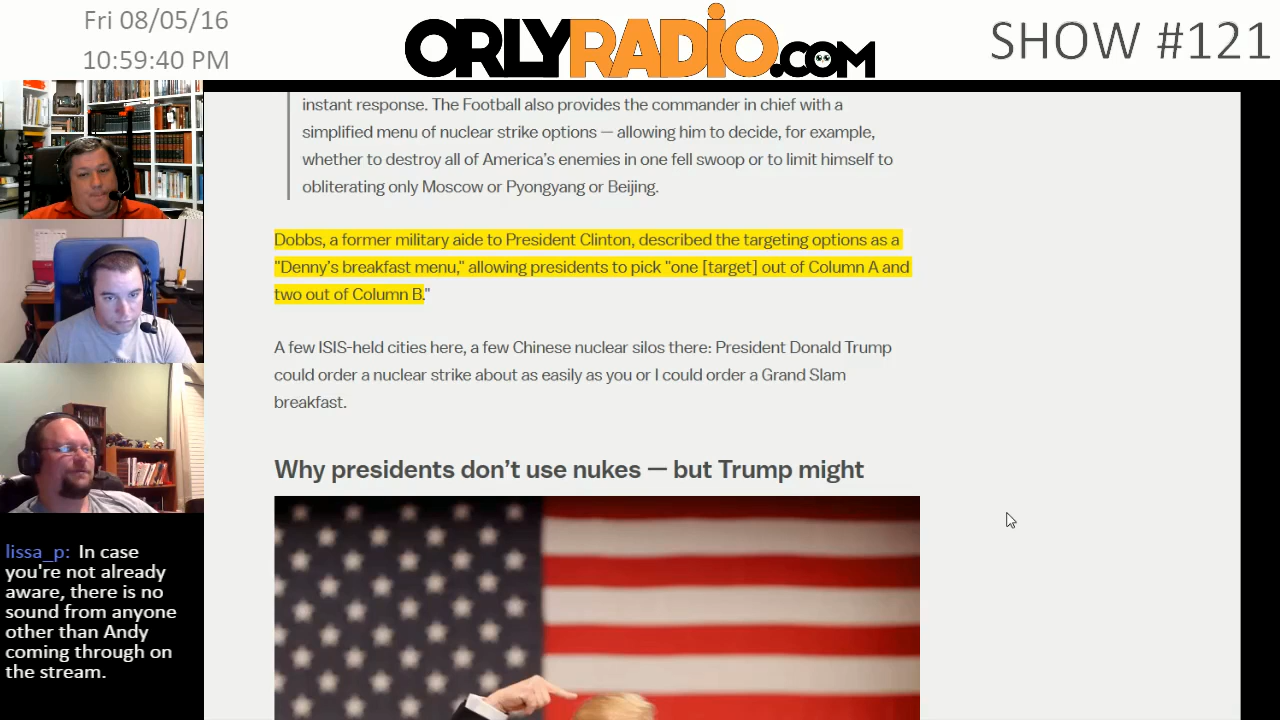 Fri 08/05/16
10:59:40 PM
ORLYRADiO.COM
SHOW #121
instant response. The Football also provides the commander in chief with a
simplified menu of nuclear strike options — allowing him to decide, for example,
whether to destroy all of America's enemies in one fell swoop or to limit himself to
obliterating only Moscow or Pyongyang or Beijing.
Dobbs, a former military aide to President Clinton, described the targeting options as a
"Denny's breakfast menu," allowing presidents to pick "one [target] out of Column A and
two out of Column B."
A few ISIS-held cities here, a few Chinese nuclear silos there: President Donald Trump
could order a nuclear strike about as easily as you or I could order a Grand Slam
breakfast.
Why presidents don't use nukes — but Trump might
lissa_p: In case
you're not already
aware, there is no
sound from anyone
other than Andy
coming through on
the stream.